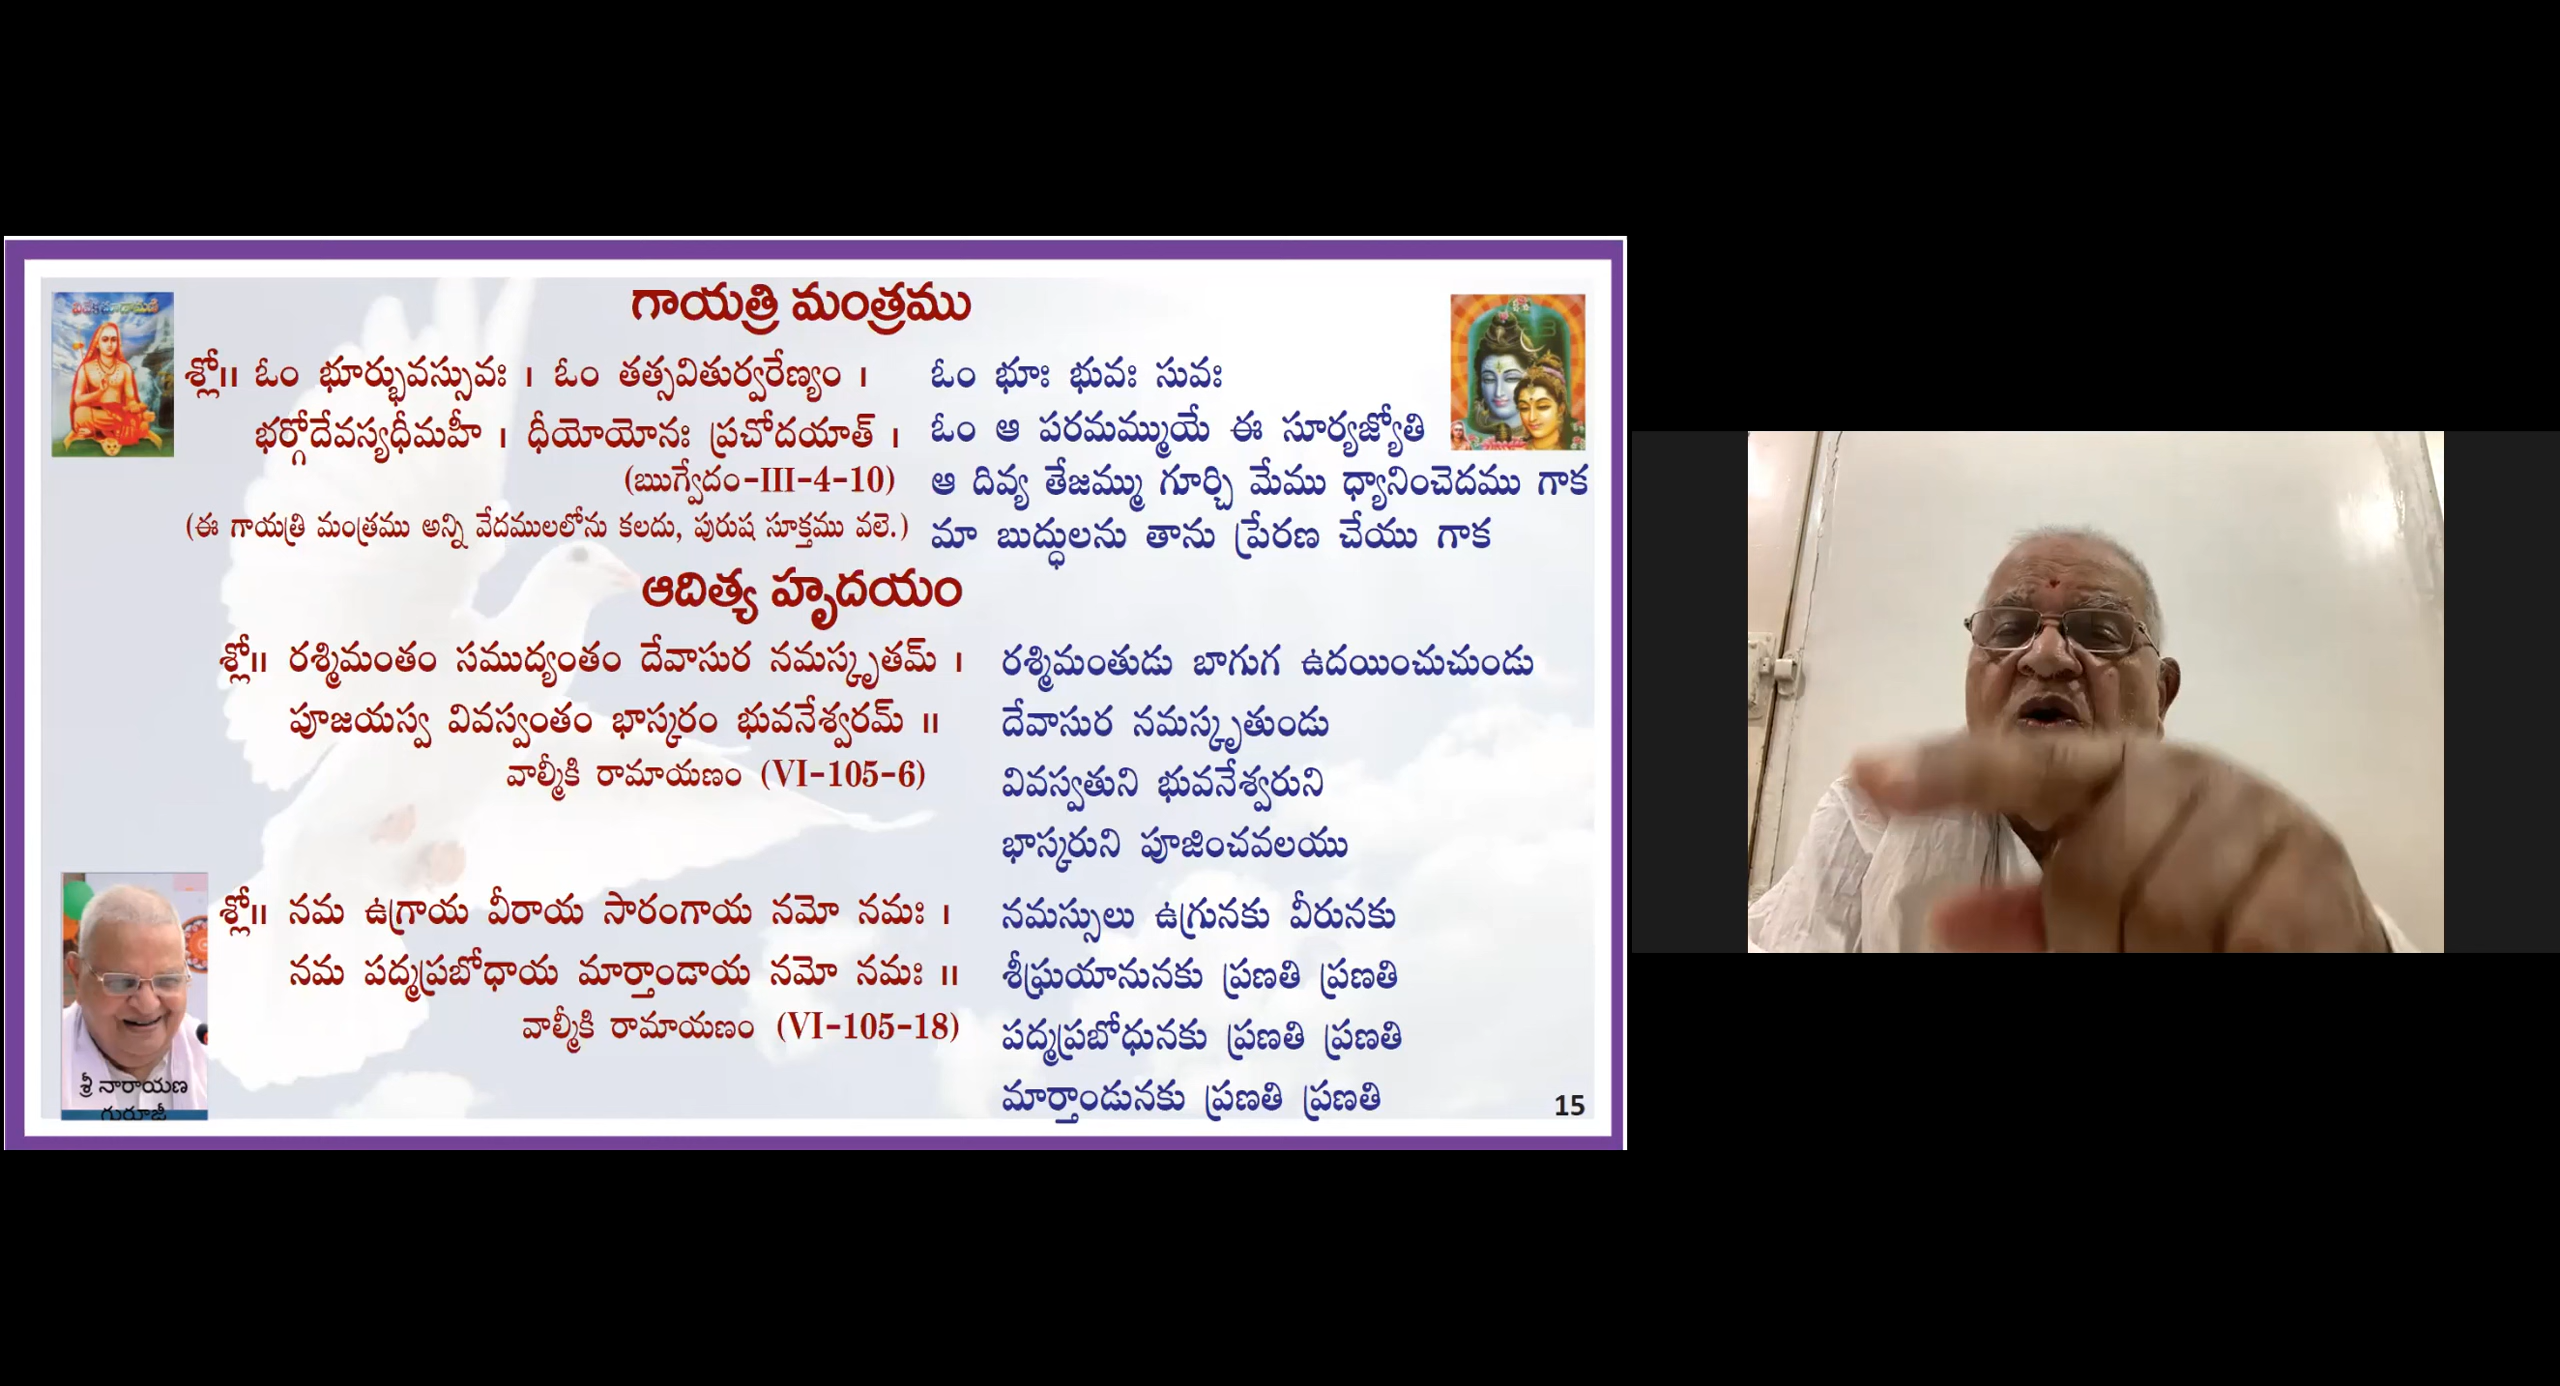 గాయత్రి మంత్రము
శ్లో॥ ఓం భూర్భువస్సువః । ఓం తత్సవితుర్వరేణ్యం ।
భర్గోదేవస్యధీమహీ । ధీయోయోనః ప్రచోదయాత్ ।
(ఋగ్వేదం-III-4-10)
(ఈ గాయత్రి మంత్రము అన్ని వేదములలోను కలదు, పురుష సూక్తము వలె.)
ఓం భూః భువః సువః
ఓం ఆ పరమమ్ముయే ఈ సూర్యజ్యోతి
ఆ దివ్య తేజమ్ము గూర్చి మేము ధ్యానించెదము గాక
మా బుద్ధులను తాను ప్రేరణ చేయు గాక
ఆదిత్య హృదయం
శ్లో॥ రశ్మిమంతం సముద్యంతం దేవాసుర నమస్కృతమ్ ।
పూజయస్వ వివస్వంతం భాస్కరం భువనేశ్వరమ్ ॥
వాల్మీకి రామాయణం (VI-105-6)
రశ్మిమంతుడు బాగుగ ఉదయించుచుండు
దేవాసుర నమస్కృతుండు
వివస్వతుని భువనేశ్వరుని
భాస్కరుని పూజించవలయు
శ్లో॥ నమ ఉగ్రాయ వీరాయ సారంగాయ నమో నమః ।
నమ పద్మప్రబోధాయ మార్తాండాయ నమో నమః ॥
వాల్మీకి రామాయణం (VI-105-18)
నమస్సులు ఉగ్రునకు వీరునకు
శీఘ్రయానునకు ప్రణతి ప్రణతి
పద్మప్రబోధునకు ప్రణతి ప్రణతి
మార్తాండునకు ప్రణతి ప్రణతి
శ్రీ నారాయణ
గురూజీ
15